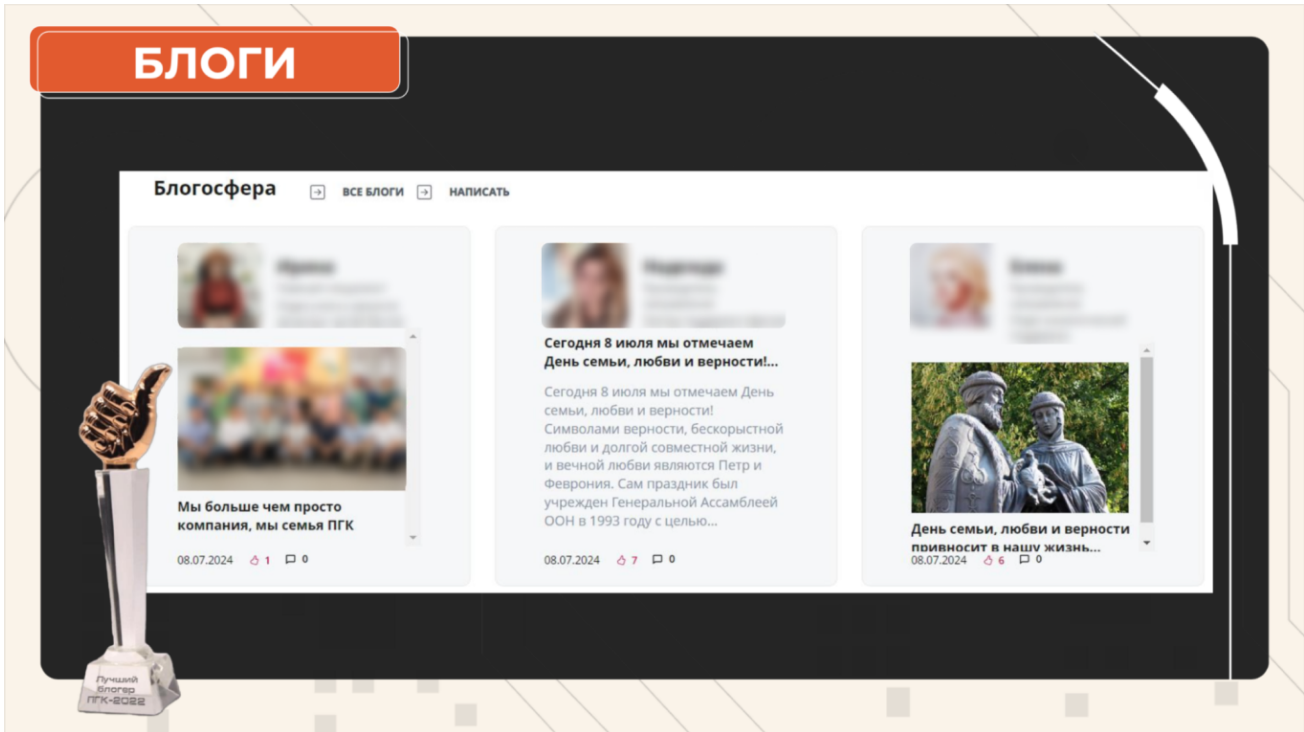 БЛОГИ
Блогосфера
ВСЕ БЛОГИ
НАПИСАТЬ
Мы больше чем просто
компания, мы семья ПГК
08.07.2024 1 0
Сегодня 8 июля мы отмечаем
День семьи, любви и верности!...
Сегодня 8 июля мы отмечаем День
семьи, любви и верности!
Символами верности, бескорыстной
любви и долгой совместной жизни,
и вечной любви являются Петр и
Феврония. Сам праздник был
учрежден Генеральной Ассамблеей
ООН в 1993 году с целью...
08.07.2024 7 0
День семьи, любви и верности
привносит в нашу жизнь...
08.07.2024 6 0
Лучший
блогер
ПГК-2022